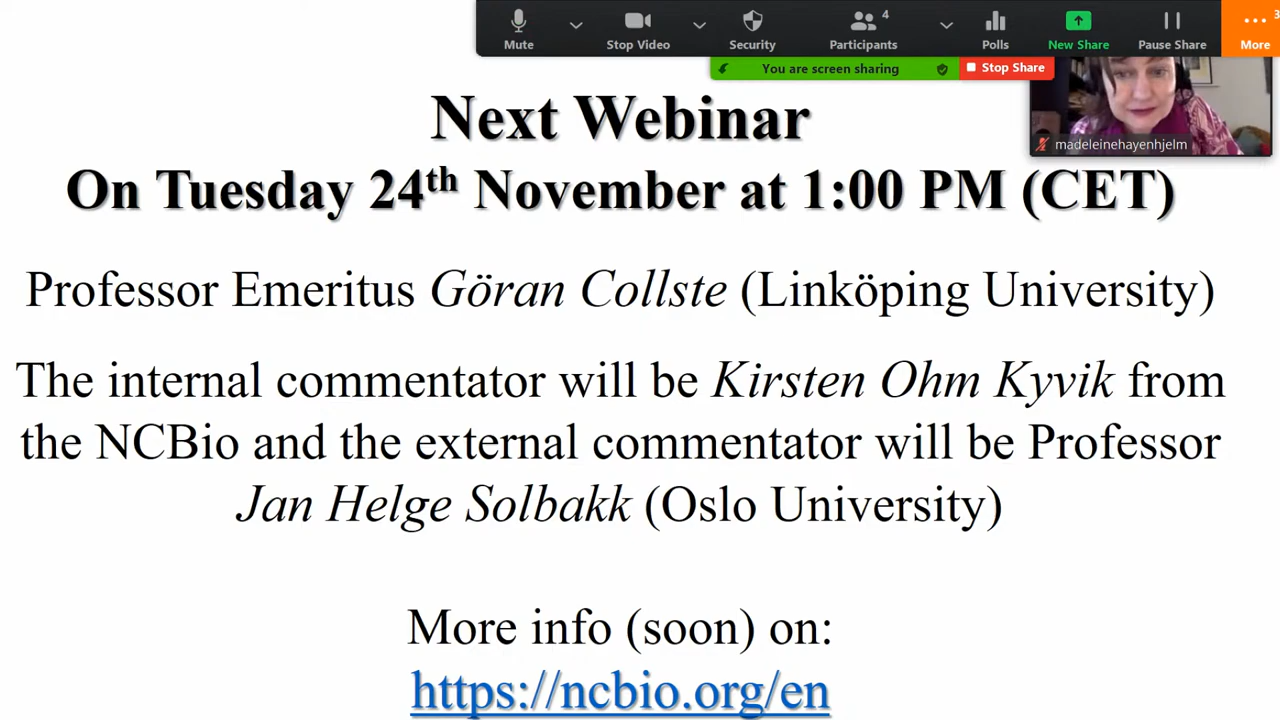 Mute
Stop Video
Security
4
Participants
Polls
New Share
Pause Share
3
More
You are screen sharing
Stop Share
madeleinehayenhjelm
Next Webinar
On Tuesday 24th November at 1:00 PM (CET)
Professor Emeritus Göran Collste (Linköping University)
The internal commentator will be Kirsten Ohm Kyvik from
the NCBio and the external commentator will be Professor
Jan Helge Solbakk (Oslo University)
More info (soon) on:
https://ncbio.org/en